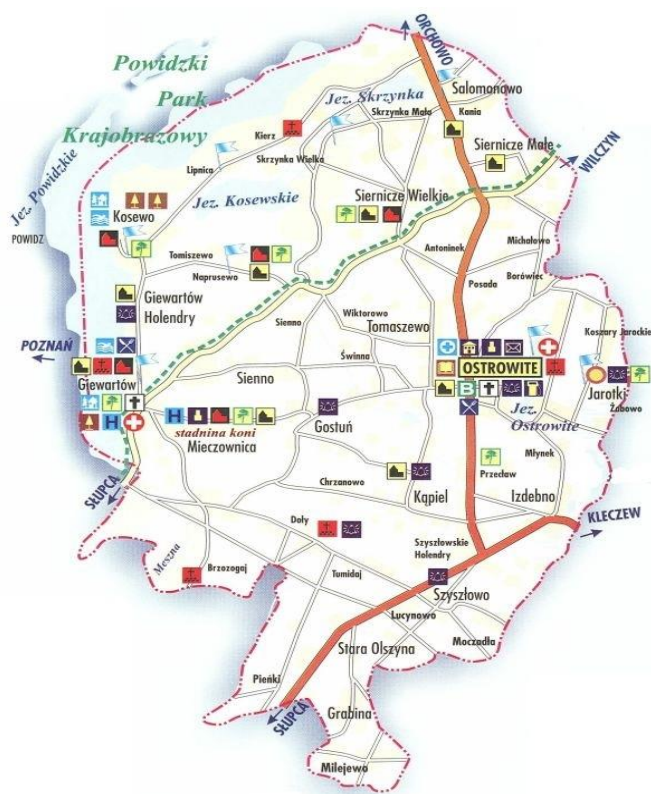 ORCHOWO
Powidzki
Park
Krajobrazowy
Salomonowo
Jez. Skrzynka
Skrzynka Mała
Kania
Kierz
Skrzynka Wielka
Siernicze Małe
WILCZYN
Lipnica
Jez. Powidzkie
Jez. Kosewskie
Siernicze Wielkie
Kosewo
POWIDZ
Tomiszewo
Antoninek
Michałowo
Naprusewo
Posada
Borówiec
Giewartów
Holendry
Wiktorowo
Sienno
Tomaszewo
Koszary Jarockie
POZNAŃ
Świnna
OSTROWITE
Giewartów
Sienno
Jarotki
Żabowo
B
H
H
stadnina koni
Mieczownica
Gostuń
Jez.
Ostrowite
Młynek
SŁUPCA
Chrzanowo
Kąpiel
Przecław
Izdebno
KLECZEW
Doły
Szyszłowskie
Holendry
Meszna
Brzozogaj
Tumidaj
Szyszłowo
Lucynowo
Stara Olszyna
Moczadła
Pieńki
SŁUPCA
Grabina
Milejewo